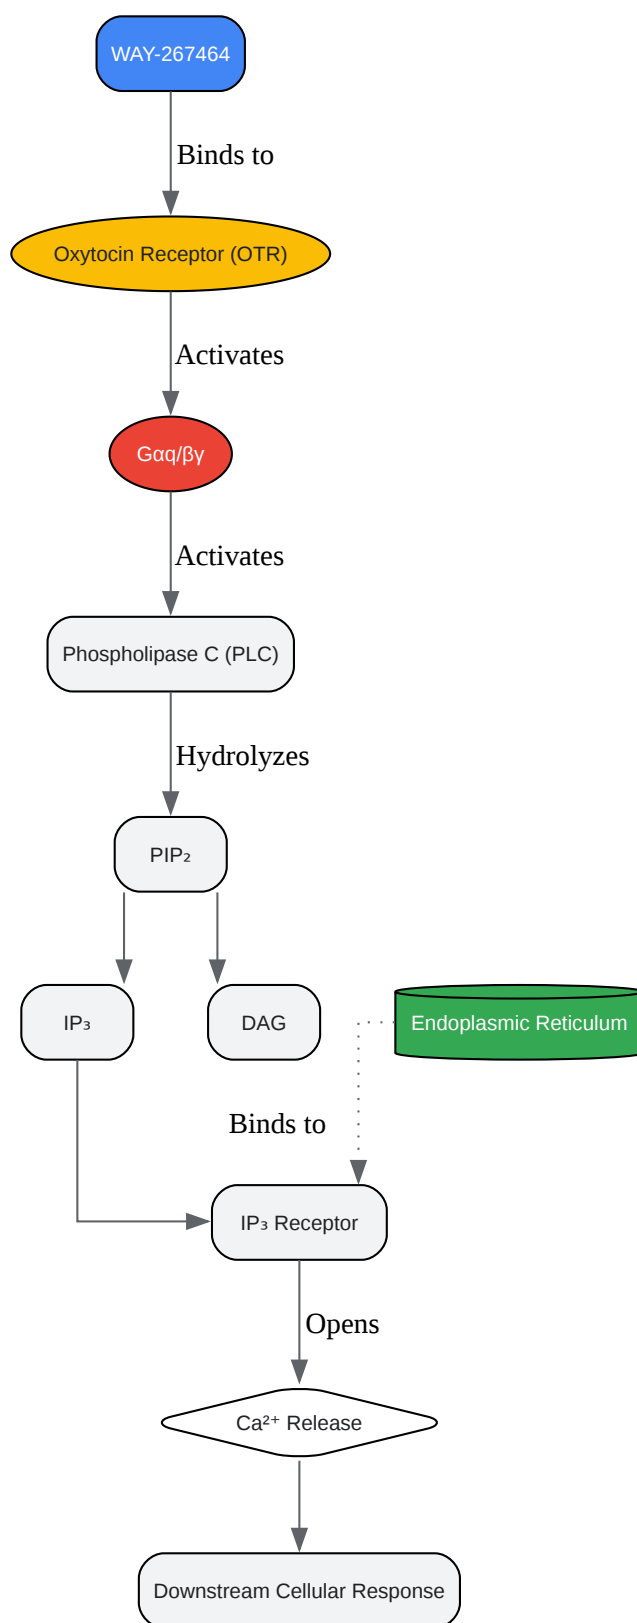 WAY-267464
Binds to
Oxytocin Receptor (OTR)
Activates
Gαq/βγ
Activates
Phospholipase C (PLC)
Hydrolyzes
PIP₂
IP₃
DAG
Endoplasmic Reticulum
Binds to
IP₃ Receptor
Opens
Ca²⁺ Release
Downstream Cellular Response